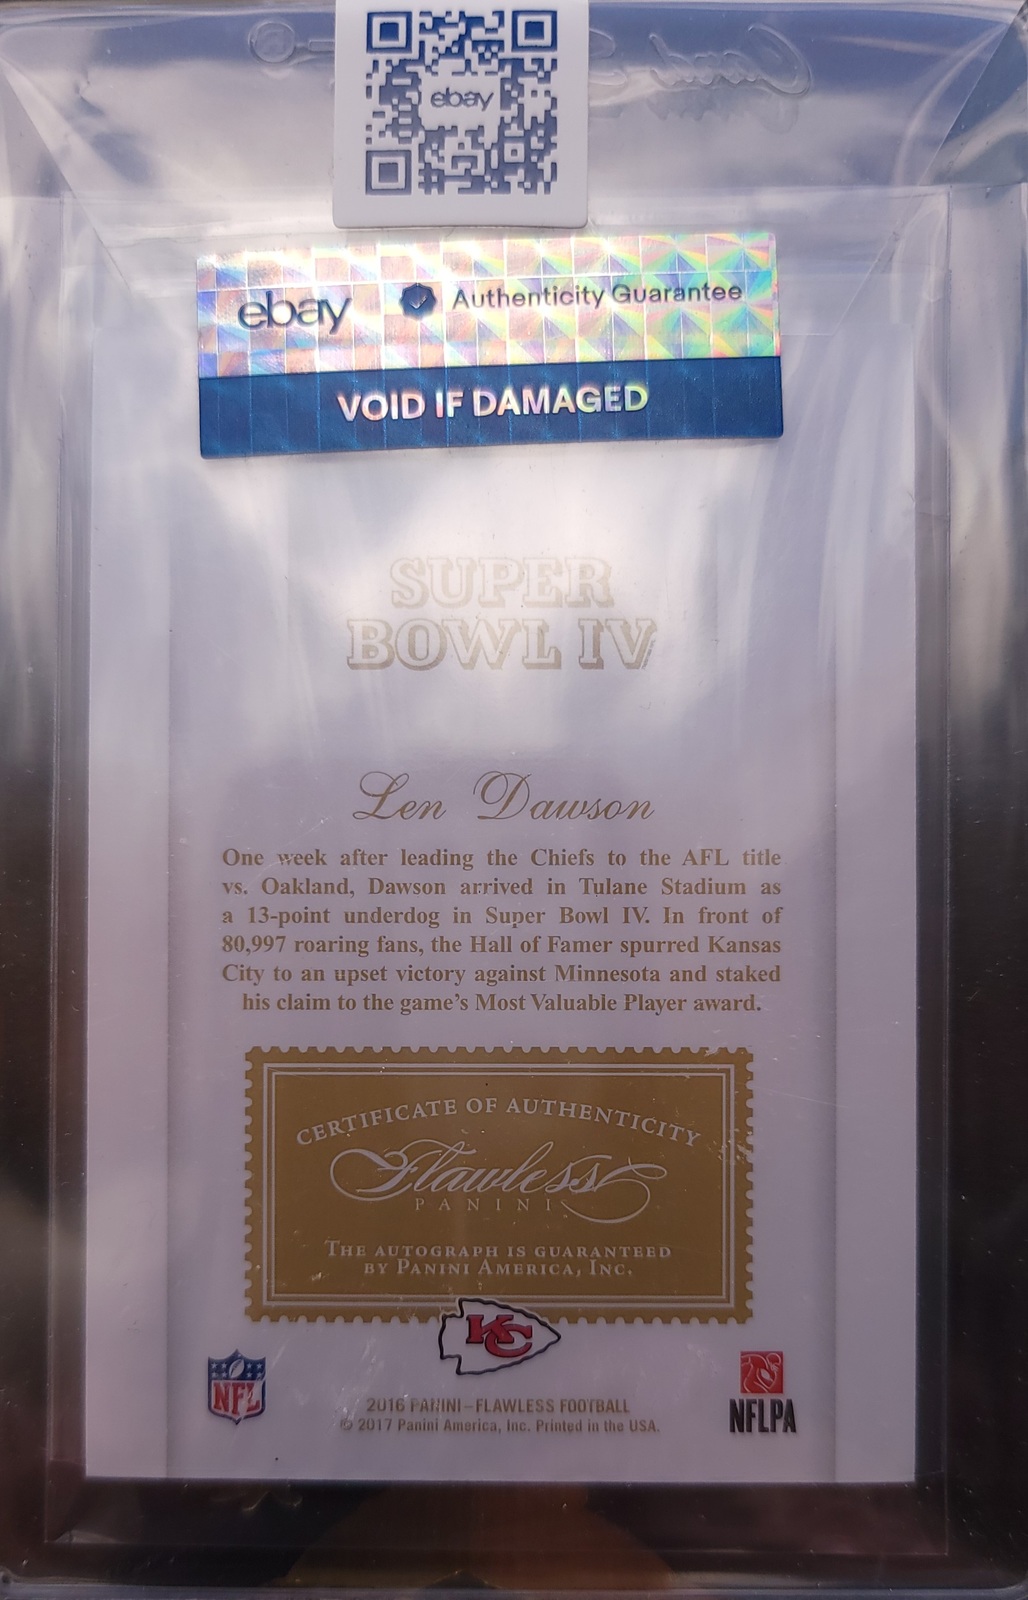 ebay
ebay Authenticity Guarantee
VOID IF DAMAGED
SUPER
BOWL IV
Len Dawson
One week after leading the Chiefs to the AFL title
vs. Oakland, Dawson arrived in Tulane Stadium as
a 13-point underdog in Super Bowl IV. In front of
80,997 roaring fans, the Hall of Famer spurred Kansas
City to an upset victory against Minnesota and staked
his claim to the game's Most Valuable Player award.
CERTIFICATE OF AUTHENTICITY
Flawless
PANINI
THE AUTOGRAPH IS GUARANTEED
BY PANINI AMERICA, INC.
KC
NFL
NFLPA
2016 PANINI – FLAWLESS FOOTBALL
© 2017 Panini America, Inc. Printed in the USA.